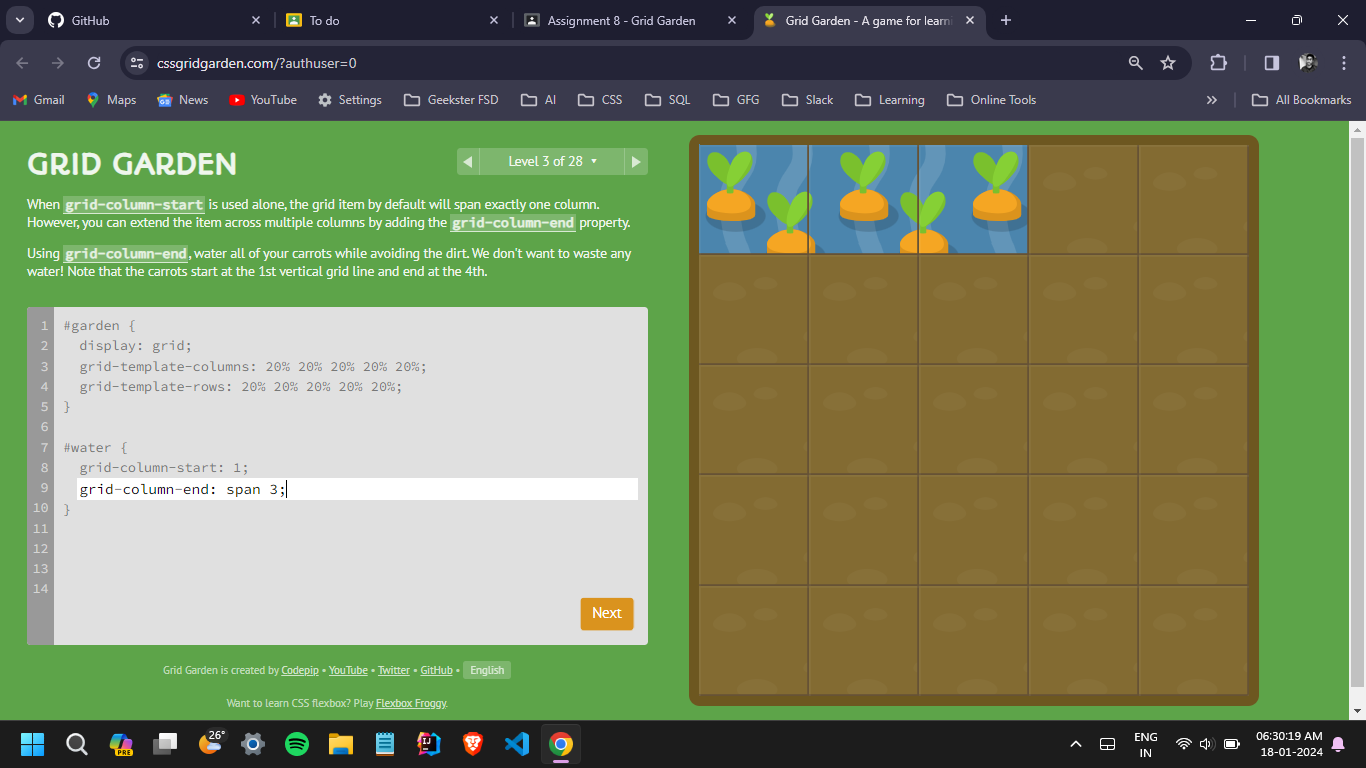 GitHub
To do
Assignment 8 - Grid Garden
Grid Garden - A game for learni
cssgridgarden.com/?authuser=0
Gmail
Maps
News
YouTube
Settings
Geekster FSD
AI
CSS
SQL
GFG
Slack
Learning
Online Tools
»
All Bookmarks
GRID GARDEN
Level 3 of 28
When grid-column-start is used alone, the grid item by default will span exactly one column.
However, you can extend the item across multiple columns by adding the grid-column-end property.
Using grid-column-end, water all of your carrots while avoiding the dirt. We don't want to waste any
water! Note that the carrots start at the 1st vertical grid line and end at the 4th.
1 #garden {
2 display: grid;
3 grid-template-columns: 20% 20% 20% 20% 20%;
4 grid-template-rows: 20% 20% 20% 20% 20%;
5 }
6
7 #water {
8 grid-column-start: 1;
9 grid-column-end: span 3;
10 }
11
12
13
14
Next
Grid Garden is created by Codepip • YouTube • Twitter • GitHub • English
Want to learn CSS flexbox? Play Flexbox Froggy.
PRE
26°
ENG
IN
06:30:19 AM
18-01-2024